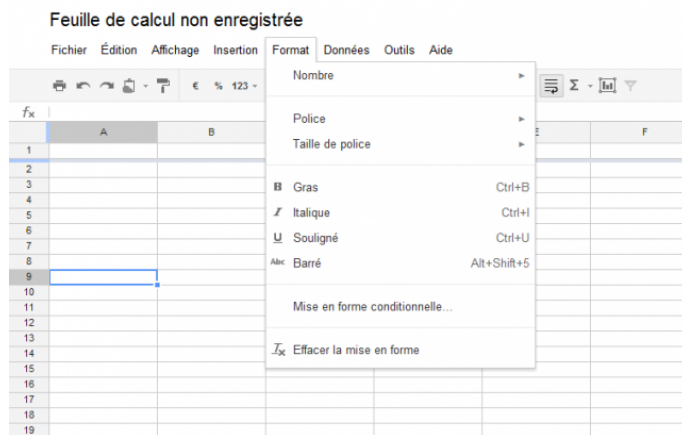 Feuille de calcul non enregistrée
Fichier Édition Affichage Insertion Format Données Outils Aide
€ % 123 Σ
Nombre
fx
Police
A B E F
Taille de police
1
2
3
B Gras Ctrl+B
4
I Italique Ctrl+I
5
6
U Souligné Ctrl+U
7
8
Abc Barré Alt+Shift+5
9
10
11
Mise en forme conditionnelle...
12
13
14
Effacer la mise en forme
15
16
17
18
19